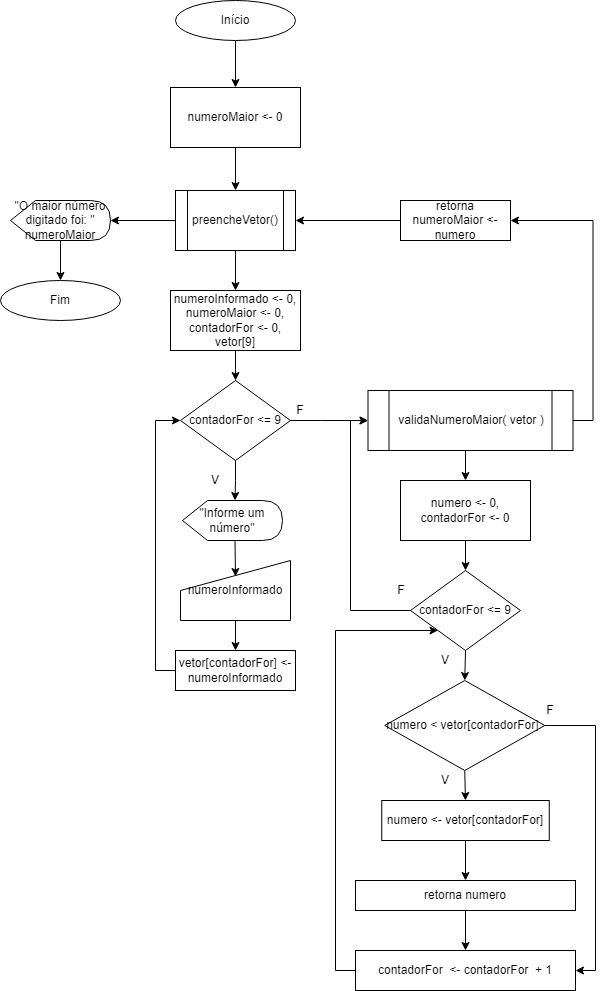 Início
numeroMaior <- 0
"O maior número
digitado foi: "
numeroMaior
preencheVetor()
retorna
numeroMaior <-
numero
Fim
numeroInformado <- 0,
numeroMaior <- 0,
contadorFor <- 0,
vetor[9]
contadorFor <= 9
F
validaNumeroMaior( vetor )
V
"Informe um
número"
numero <- 0,
contadorFor <- 0
numeroInformado
F
contadorFor <= 9
vetor[contadorFor] <-
numeroInformado
V
numero < vetor[contadorFor]
F
V
numero <- vetor[contadorFor]
retorna numero
contadorFor <- contadorFor + 1